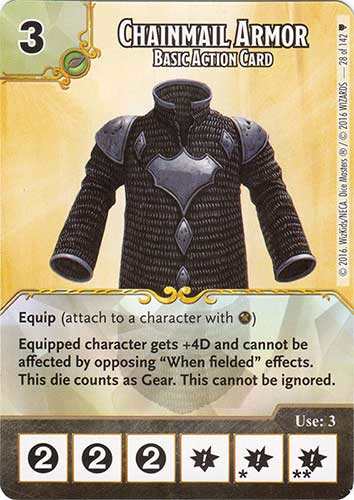 3
CHAINMAIL ARMOR
BASIC ACTION CARD
28 of 142
© 2016. WizKids/NECA. Dice Masters ® / © 2016 WIZARDS
Equip (attach to a character with )
Equipped character gets +4D and cannot be
affected by opposing “When fielded” effects.
This die counts as Gear. This cannot be ignored.
Use: 3
2 2 2 ! ! !
* **